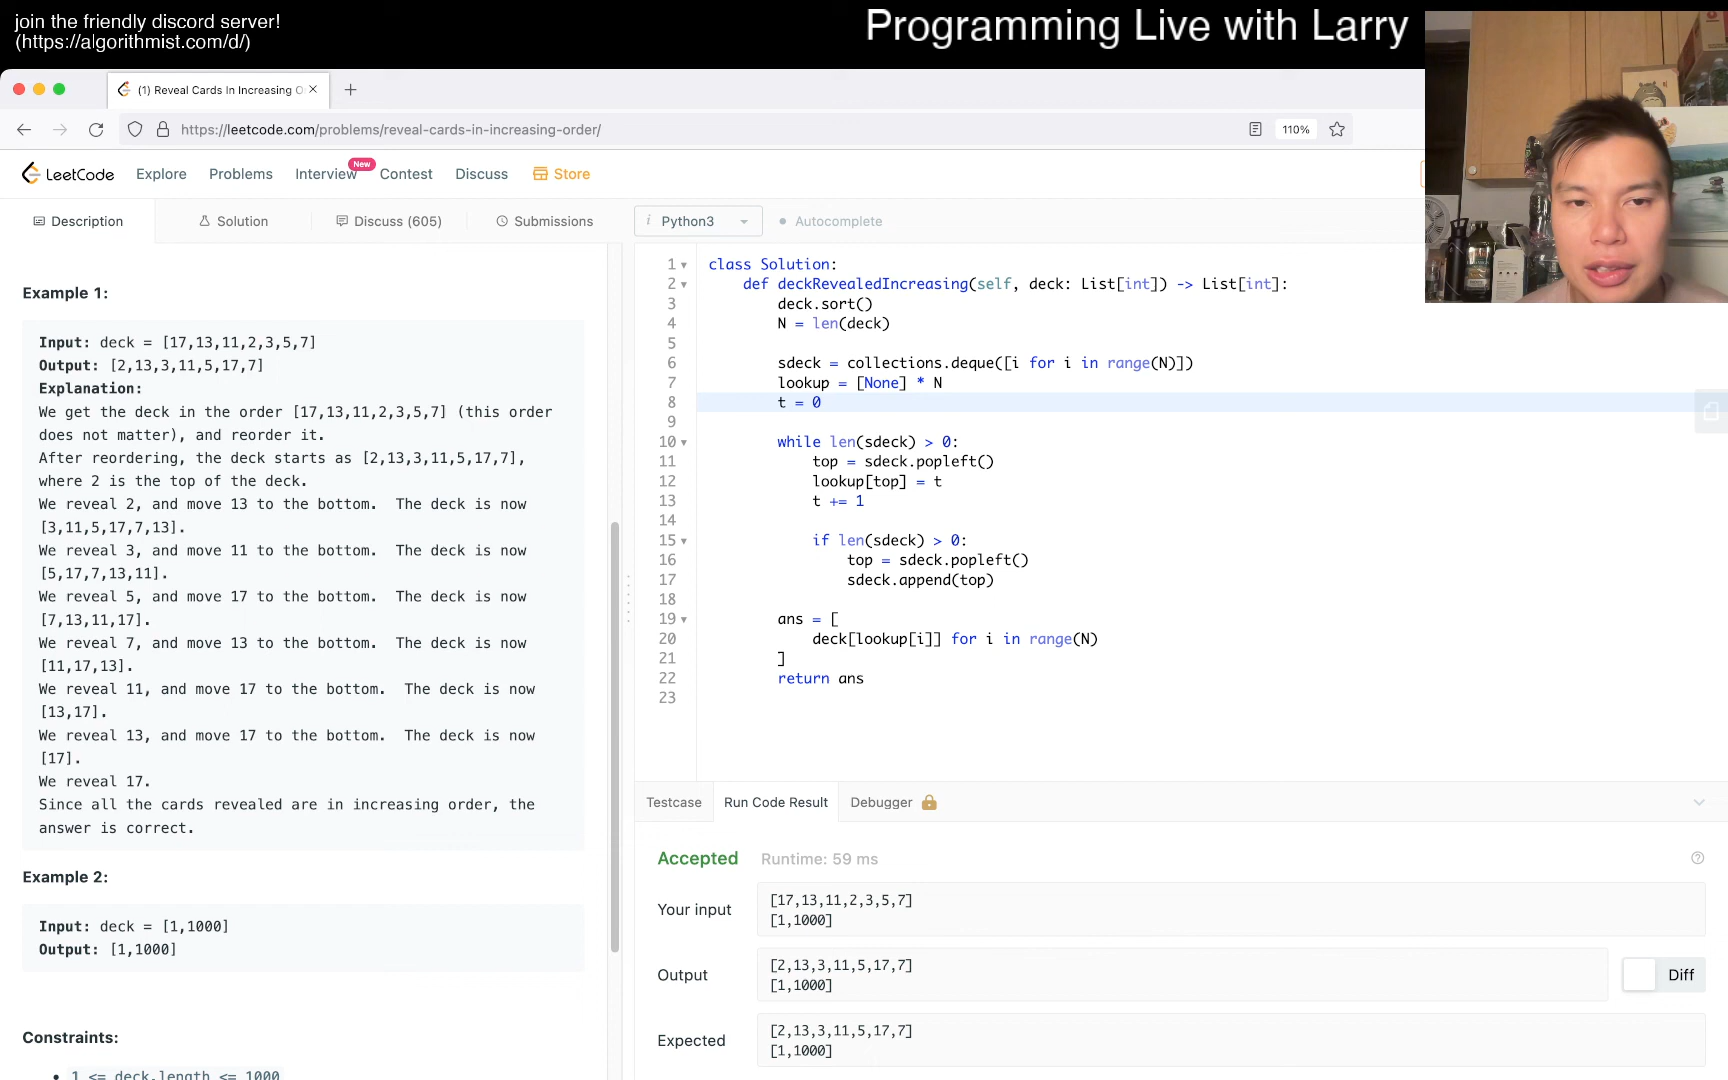 join the friendly discord server!
(https://algorithmist.com/d/)
Programming Live with Larry
(1) Reveal Cards In Increasing O
https://leetcode.com/problems/reveal-cards-in-increasing-order/
110%
LeetCode
Explore
Problems
Interview
New
Contest
Discuss
Store
Description
Solution
Discuss (605)
Submissions
i Python3
Autocomplete
Example 1:
Input: deck = [17,13,11,2,3,5,7]
Output: [2,13,3,11,5,17,7]
Explanation:
We get the deck in the order [17,13,11,2,3,5,7] (this order
does not matter), and reorder it.
After reordering, the deck starts as [2,13,3,11,5,17,7],
where 2 is the top of the deck.
We reveal 2, and move 13 to the bottom.  The deck is now
[3,11,5,17,7,13].
We reveal 3, and move 11 to the bottom.  The deck is now
[5,17,7,13,11].
We reveal 5, and move 17 to the bottom.  The deck is now
[7,13,11,17].
We reveal 7, and move 13 to the bottom.  The deck is now
[11,17,13].
We reveal 11, and move 17 to the bottom.  The deck is now
[13,17].
We reveal 13, and move 17 to the bottom.  The deck is now
[17].
We reveal 17.
Since all the cards revealed are in increasing order, the
answer is correct.
Example 2:
Input: deck = [1,1000]
Output: [1,1000]
Constraints:
• 1 <= deck.length <= 1000
1 class Solution:
2     def deckRevealedIncreasing(self, deck: List[int]) -> List[int]:
3         deck.sort()
4         N = len(deck)
5
6         sdeck = collections.deque([i for i in range(N)])
7         lookup = [None] * N
8         t = 0
9
10         while len(sdeck) > 0:
11             top = sdeck.popleft()
12             lookup[top] = t
13             t += 1
14
15             if len(sdeck) > 0:
16                 top = sdeck.popleft()
17                 sdeck.append(top)
18
19         ans = [
20             deck[lookup[i]] for i in range(N)
21         ]
22         return ans
23
Testcase
Run Code Result
Debugger
Accepted
Runtime: 59 ms
Your input
[17,13,11,2,3,5,7]
[1,1000]
Output
[2,13,3,11,5,17,7]
[1,1000]
Diff
Expected
[2,13,3,11,5,17,7]
[1,1000]